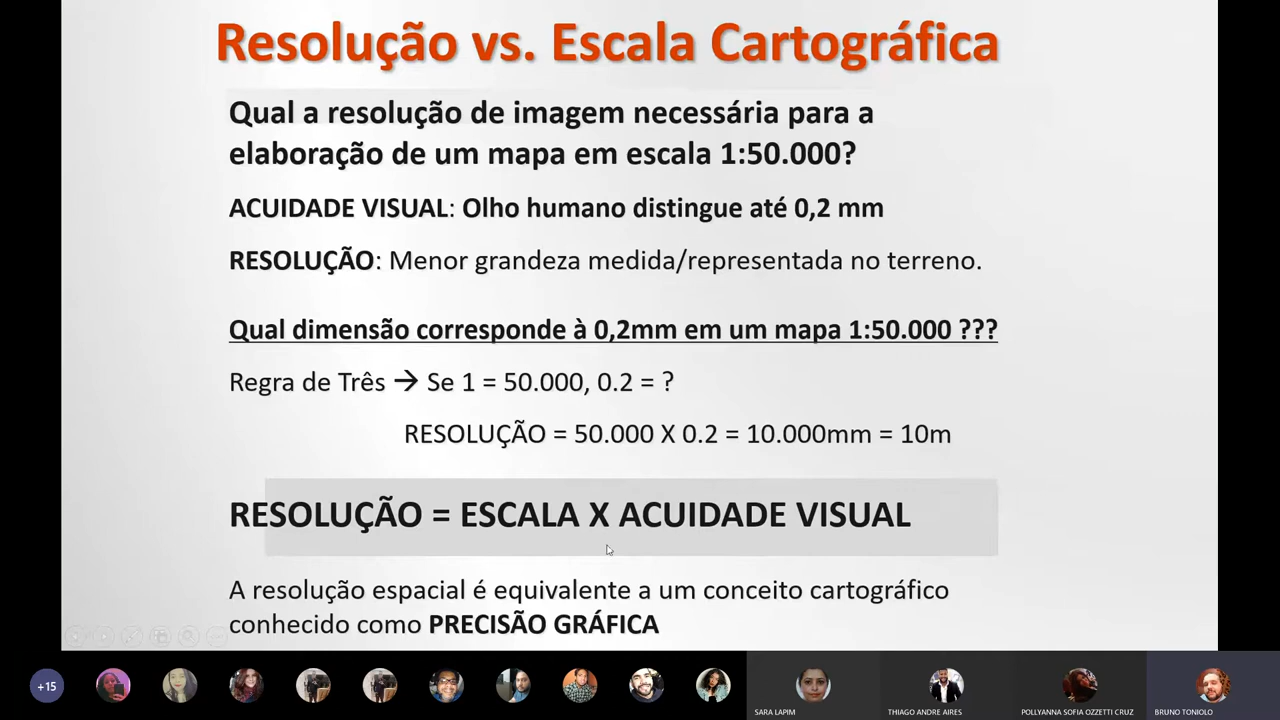 Resolução vs. Escala Cartográfica
Qual a resolução de imagem necessária para a
elaboração de um mapa em escala 1:50.000?
ACUIDADE VISUAL: Olho humano distingue até 0,2 mm
RESOLUÇÃO: Menor grandeza medida/representada no terreno.
Qual dimensão corresponde à 0,2mm em um mapa 1:50.000 ???
Regra de Três → Se 1 = 50.000, 0.2 = ?
RESOLUÇÃO = 50.000 X 0.2 = 10.000mm = 10m
RESOLUÇÃO = ESCALA X ACUIDADE VISUAL
A resolução espacial é equivalente a um conceito cartográfico
conhecido como PRECISÃO GRÁFICA
+15
SARA LAPIM
THIAGO ANDRE AIRES
POLLYANNA SOFIA OZZETTI CRUZ
BRUNO TONIOLO